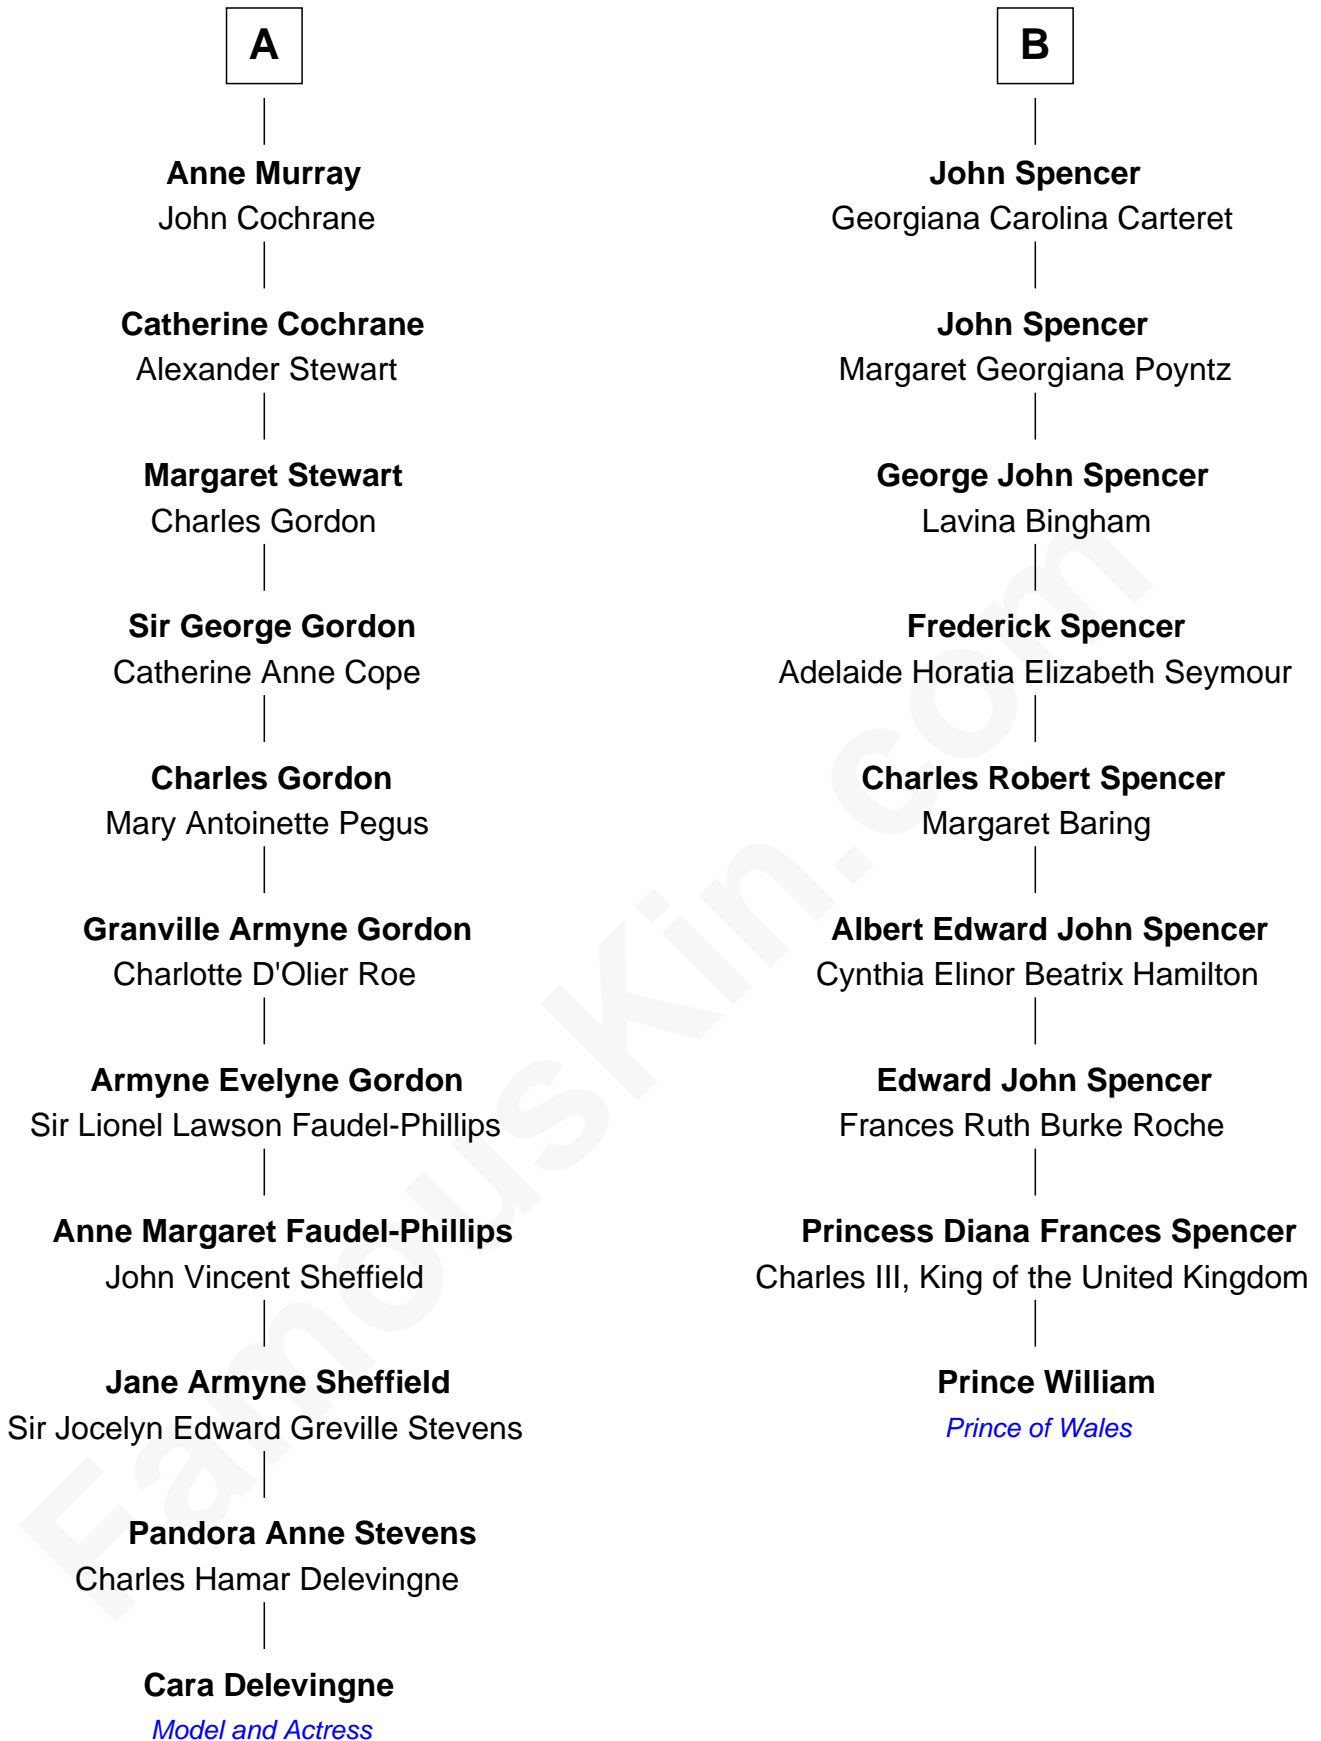 A
Anne Murray
John Cochrane
Catherine Cochrane
Alexander Stewart
Margaret Stewart
Charles Gordon
Sir George Gordon
Catherine Anne Cope
Charles Gordon
Mary Antoinette Pegus
Granville Armyne Gordon
Charlotte D'Olier Roe
Armyne Evelyne Gordon
Sir Lionel Lawson Faudel-Phillips
Anne Margaret Faudel-Phillips
John Vincent Sheffield
Jane Armyne Sheffield
Sir Jocelyn Edward Greville Stevens
Pandora Anne Stevens
Charles Hamar Delevingne
Cara Delevingne
Model and Actress
B
John Spencer
Georgiana Carolina Carteret
John Spencer
Margaret Georgiana Poyntz
George John Spencer
Lavina Bingham
Frederick Spencer
Adelaide Horatia Elizabeth Seymour
Charles Robert Spencer
Margaret Baring
Albert Edward John Spencer
Cynthia Elinor Beatrix Hamilton
Edward John Spencer
Frances Ruth Burke Roche
Princess Diana Frances Spencer
Charles III, King of the United Kingdom
Prince William
Prince of Wales
FamousKin.com